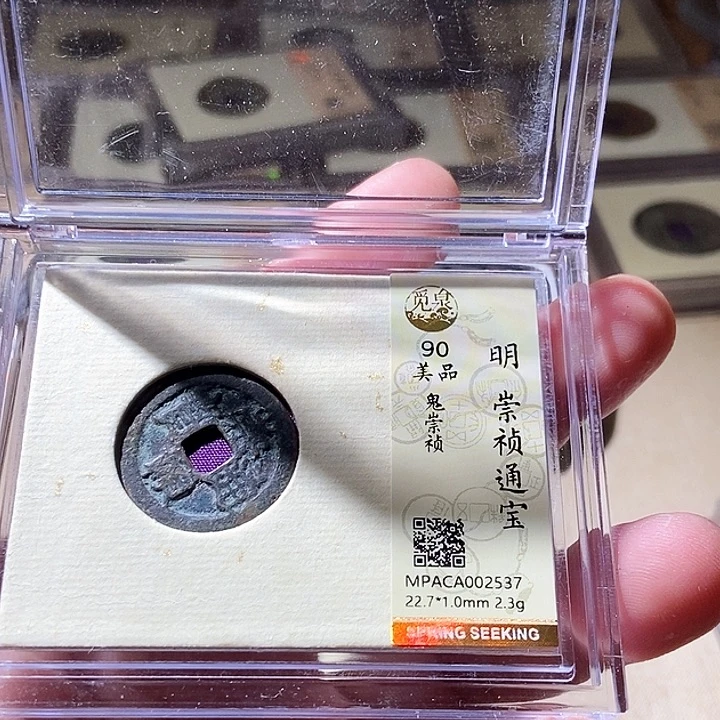 觅泉
90
美品
鬼崇祯
明 崇祯通宝
MPACA002537
22.7*1.0mm 2.3g
SEEKING